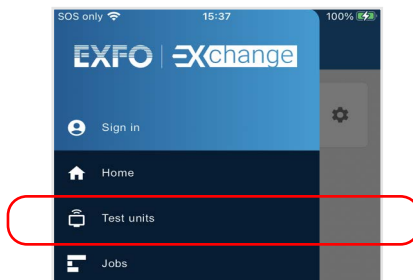 SOS only 15:37 100%
EXFO EXchange
Sign in
Home
Test units
Jobs